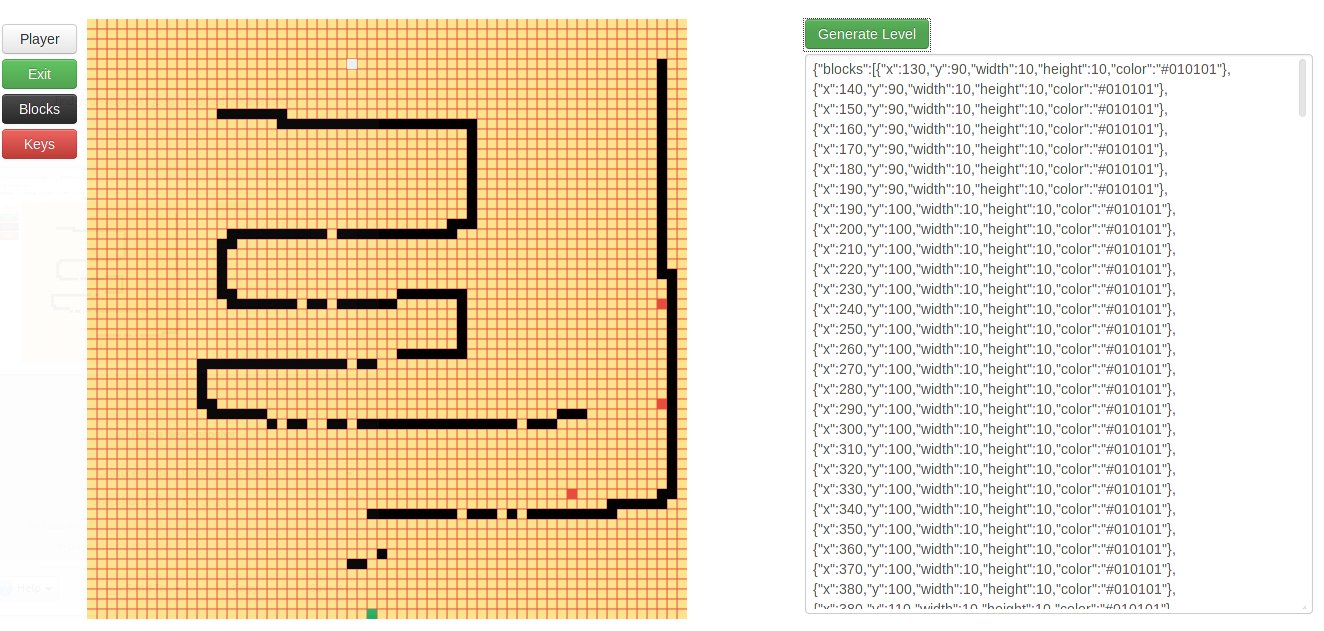 Player
Exit
Blocks
Keys
Help
Generate Level
{"blocks":[{"x":130,"y":90,"width":10,"height":10,"color":"#010101"},
{"x":140,"y":90,"width":10,"height":10,"color":"#010101"},
{"x":150,"y":90,"width":10,"height":10,"color":"#010101"},
{"x":160,"y":90,"width":10,"height":10,"color":"#010101"},
{"x":170,"y":90,"width":10,"height":10,"color":"#010101"},
{"x":180,"y":90,"width":10,"height":10,"color":"#010101"},
{"x":190,"y":90,"width":10,"height":10,"color":"#010101"},
{"x":190,"y":100,"width":10,"height":10,"color":"#010101"},
{"x":200,"y":100,"width":10,"height":10,"color":"#010101"},
{"x":210,"y":100,"width":10,"height":10,"color":"#010101"},
{"x":220,"y":100,"width":10,"height":10,"color":"#010101"},
{"x":230,"y":100,"width":10,"height":10,"color":"#010101"},
{"x":240,"y":100,"width":10,"height":10,"color":"#010101"},
{"x":250,"y":100,"width":10,"height":10,"color":"#010101"},
{"x":260,"y":100,"width":10,"height":10,"color":"#010101"},
{"x":270,"y":100,"width":10,"height":10,"color":"#010101"},
{"x":280,"y":100,"width":10,"height":10,"color":"#010101"},
{"x":290,"y":100,"width":10,"height":10,"color":"#010101"},
{"x":300,"y":100,"width":10,"height":10,"color":"#010101"},
{"x":310,"y":100,"width":10,"height":10,"color":"#010101"},
{"x":320,"y":100,"width":10,"height":10,"color":"#010101"},
{"x":330,"y":100,"width":10,"height":10,"color":"#010101"},
{"x":340,"y":100,"width":10,"height":10,"color":"#010101"},
{"x":350,"y":100,"width":10,"height":10,"color":"#010101"},
{"x":360,"y":100,"width":10,"height":10,"color":"#010101"},
{"x":370,"y":100,"width":10,"height":10,"color":"#010101"},
{"x":380,"y":100,"width":10,"height":10,"color":"#010101"},
{"x":380,"y":110,"width":10,"height":10,"color":"#010101"},